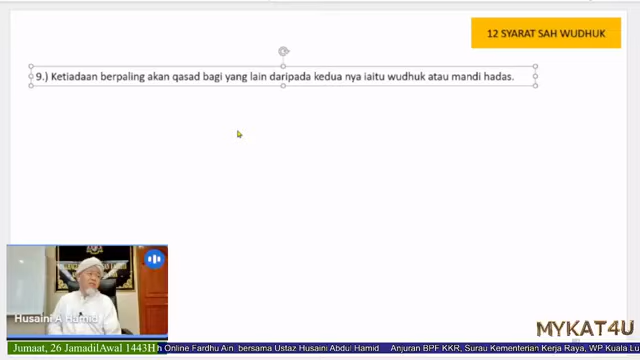 12 SYARAT SAH WUDHUK
9.) Ketiadaan berpaling akan qasad bagi yang lain daripada kedua nya iaitu wudhuk atau mandi hadas.
Husaini A Hamid
MYKAT4U
Jumaat, 26 JamadilAwal 1443H h Online Fardhu Ain bersama Ustaz Husaini Abdul Hamid Anjuran BPF KKR, Surau Kementerian Kerja Raya, WP Kuala Lu